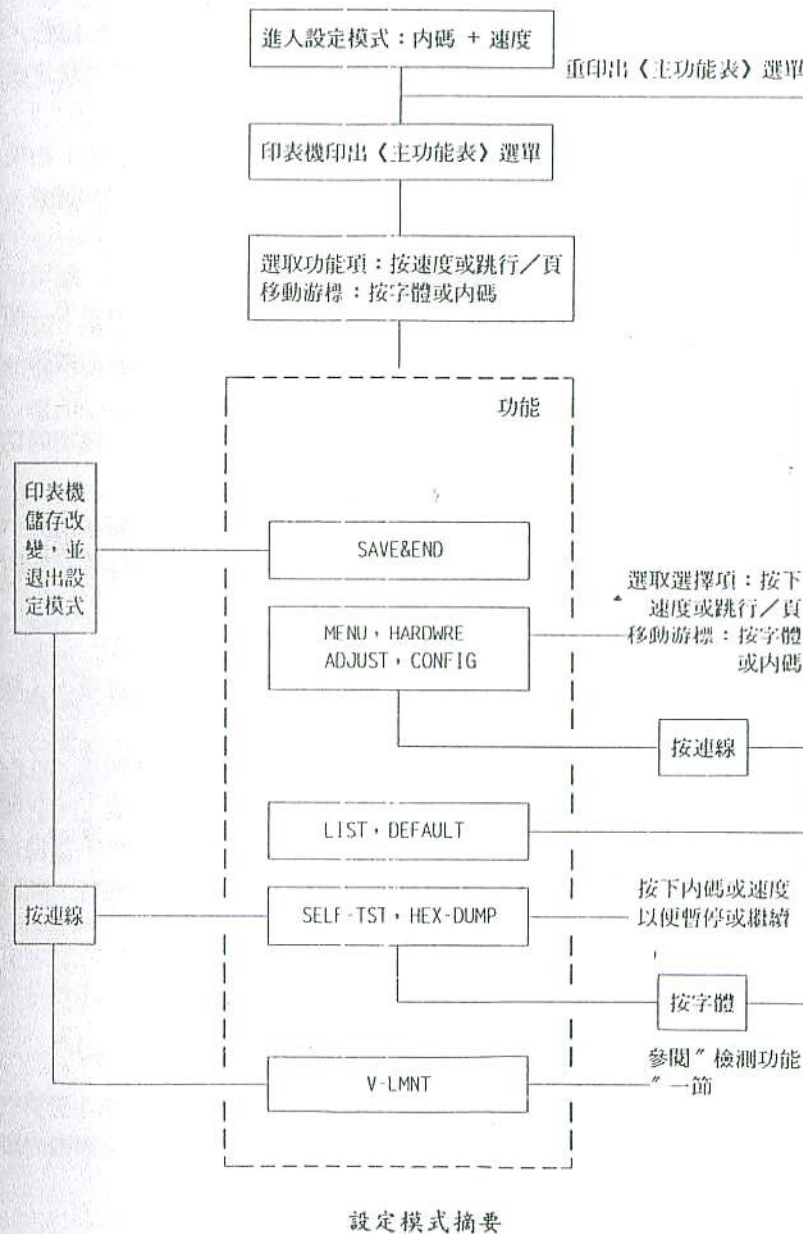 進入設定模式：內碼 + 速度
重印出《主功能表》選單
印表機印出《主功能表》選單
選取功能項：按速度或跳行／頁
移動游標：按字體或內碼
功能
印表機
儲存改
變，並
退出設
定模式
SAVE&END
MENU，HARDWRE
ADJUST，CONFIG
選取選擇項：按下
速度或跳行／頁
移動游標：按字體
或內碼
按連線
LIST，DEFAULT
按連線
SELF-TST，HEX-DUMP
按下內碼或速度
以便暫停或繼續
按字體
V-LMNT
參閱〞檢測功能
〞一節
設定模式摘要